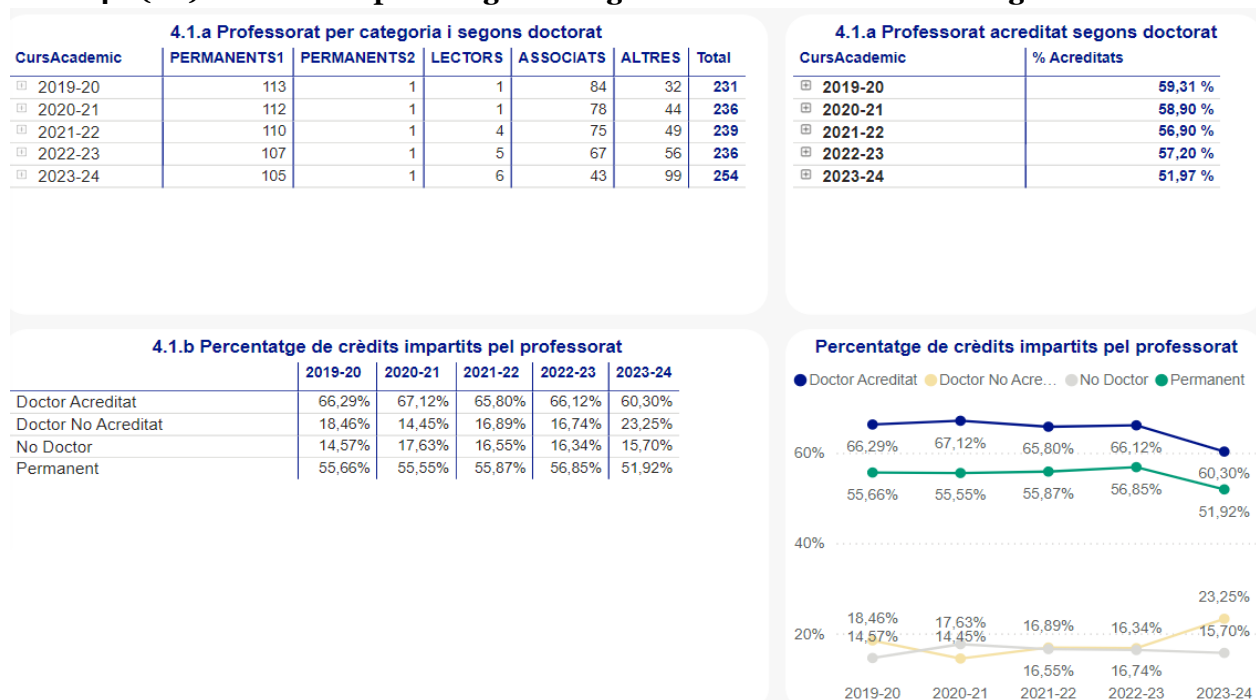 4.1.a Professorat per categoria i segons doctorat
CursAcademic PERMANENTS1 PERMANENTS2 LECTORS ASSOCIATS ALTRES Total
2019-20 113 1 1 84 32 231
2020-21 112 1 1 78 44 236
2021-22 110 1 4 75 49 239
2022-23 107 1 5 67 56 236
2023-24 105 1 6 43 99 254
4.1.a Professorat acreditat segons doctorat
CursAcademic % Acreditats
2019-20 59,31 %
2020-21 58,90 %
2021-22 56,90 %
2022-23 57,20 %
2023-24 51,97 %
4.1.b Percentatge de crèdits impartits pel professorat
2019-20 2020-21 2021-22 2022-23 2023-24
Doctor Acreditat 66,29% 67,12% 65,80% 66,12% 60,30%
Doctor No Acreditat 18,46% 14,45% 16,89% 16,74% 23,25%
No Doctor 14,57% 17,63% 16,55% 16,34% 15,70%
Permanent 55,66% 55,55% 55,87% 56,85% 51,92%
Percentatge de crèdits impartits pel professorat
Doctor Acreditat Doctor No Acre... No Doctor Permanent
66,29% 67,12% 65,80% 66,12% 60,30%
60%
55,66% 55,55% 55,87% 56,85% 51,92%
40%
23,25%
18,46% 17,63% 16,89% 16,34% 15,70%
20% 14,57% 14,45%
16,55% 16,74%
2019-20 2020-21 2021-22 2022-23 2023-24